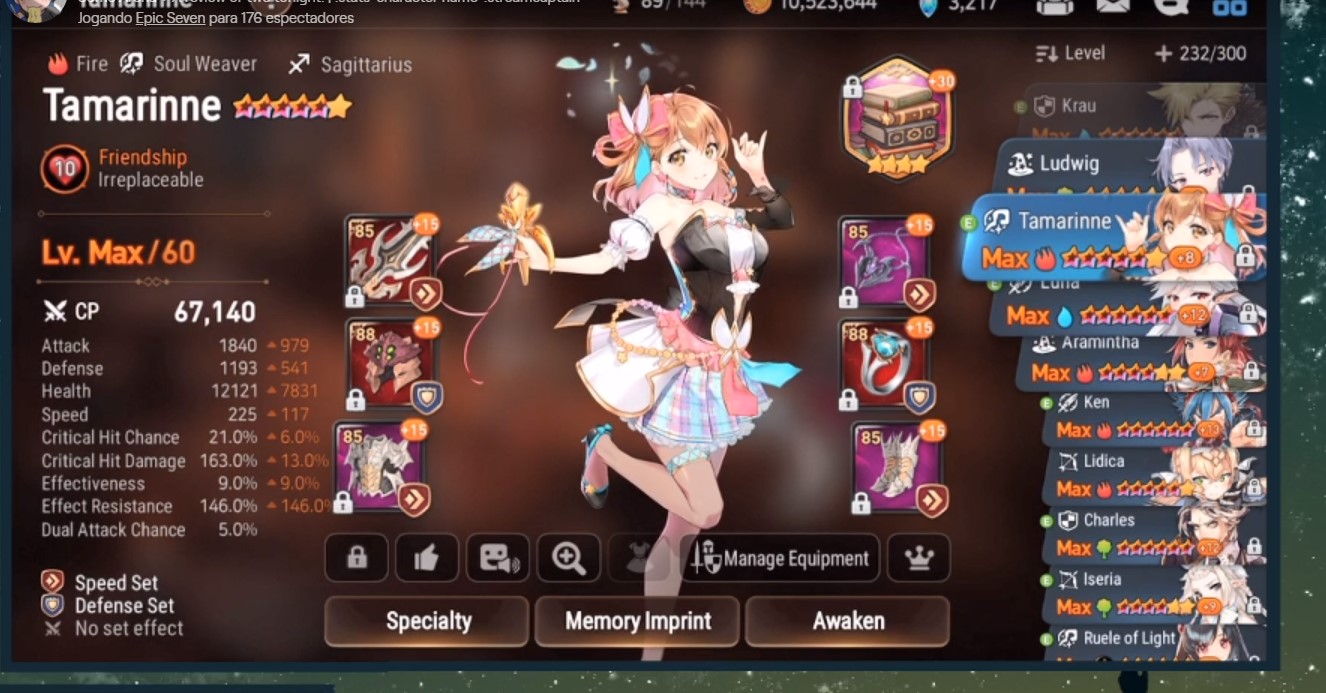 Jogando Epic Seven para 176 espectadores
89/144
10,523,644
3,217
Fire Soul Weaver Sagittarius
Tamarinne
10
Friendship
Irreplaceable
Lv. Max/60
CP 67,140
Attack 1840 979
Defense 1193 541
Health 12121 7831
Speed 225 117
Critical Hit Chance 21.0% 6.0%
Critical Hit Damage 163.0% 13.0%
Effectiveness 9.0% 9.0%
Effect Resistance 146.0% 146.0%
Dual Attack Chance 5.0%
Speed Set
Defense Set
No set effect
85 +15
88 +15
85 +15
+30
85 +15
88 +15
85 +15
Manage Equipment
Specialty
Memory Imprint
Awaken
Level + 232/300
E Krau
Max
Ludwig
E Tamarinne
Max +8
E Luna
Max +12
Aramintha
Max +7
E Ken
Max +13
Lidica
Max
E Charles
Max +12
E Iseria
Max +9
E Ruele of Light